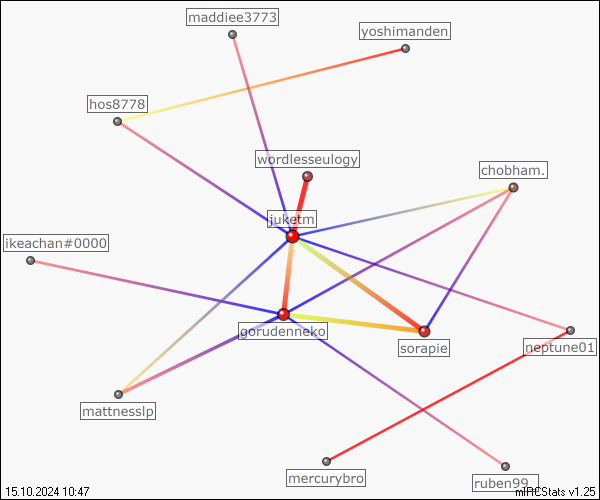 maddiee3773
yoshimanden
hos8778
wordlesseulogy
chobham.
juketm
ikeachan#0000
gorudenneko
sorapie
neptune01
mattnesslp
mercurybro
ruben99_
15.10.2024 10:47
mIRCStats v1.25